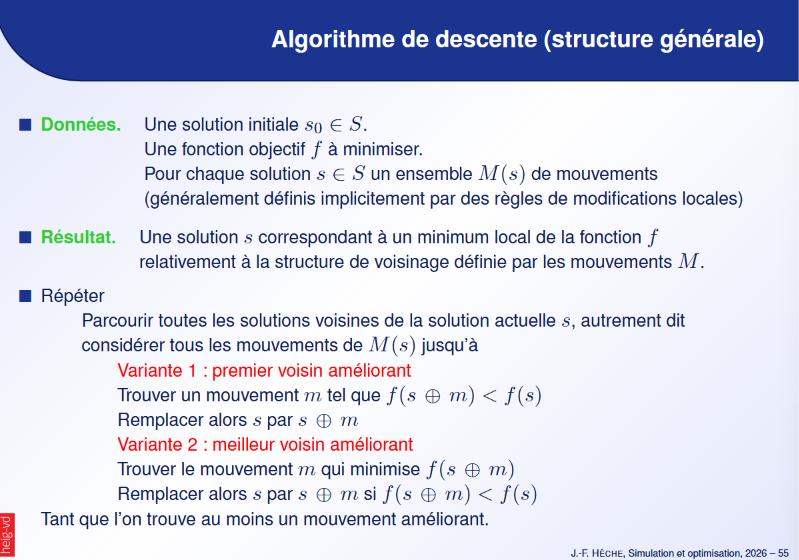 Algorithme de descente (structure générale)
■ Données. Une solution initiale s₀ ∈ S.
Une fonction objectif f à minimiser.
Pour chaque solution s ∈ S un ensemble M(s) de mouvements
(généralement définis implicitement par des règles de modifications locales)
■ Résultat. Une solution s correspondant à un minimum local de la fonction f
relativement à la structure de voisinage définie par les mouvements M.
■ Répéter
Parcourir toutes les solutions voisines de la solution actuelle s, autrement dit
considérer tous les mouvements de M(s) jusqu'à
Variante 1 : premier voisin améliorant
Trouver un mouvement m tel que f(s ⊕ m) < f(s)
Remplacer alors s par s ⊕ m
Variante 2 : meilleur voisin améliorant
Trouver le mouvement m qui minimise f(s ⊕ m)
Remplacer alors s par s ⊕ m si f(s ⊕ m) < f(s)
Tant que l'on trouve au moins un mouvement améliorant.
heig-vd
J.-F. HÊCHE, Simulation et optimisation, 2026 – 55